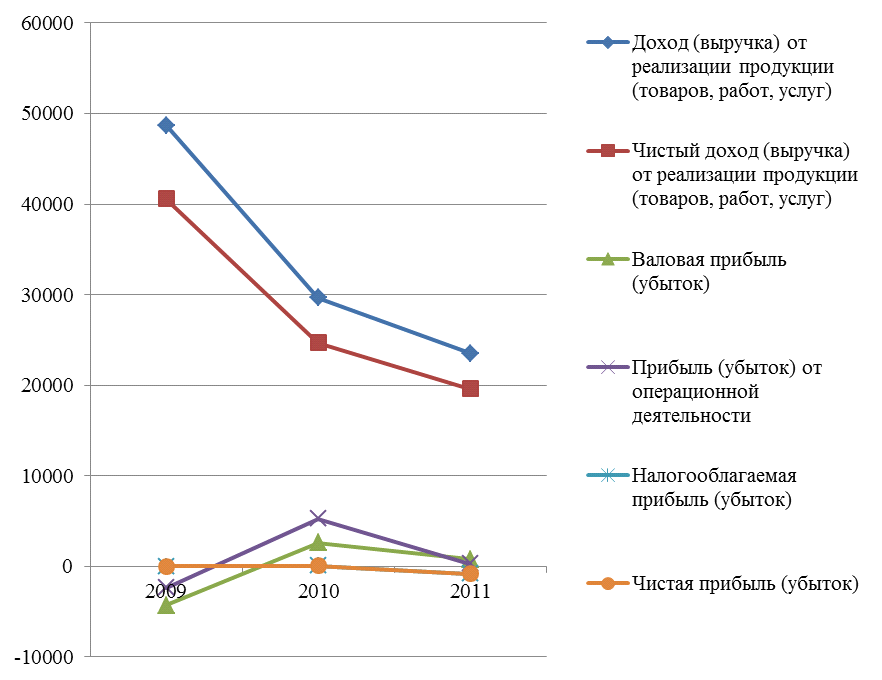 60000
50000
40000
30000
20000
10000
0
-10000
2009
2010
2011
Доход (выручка) от
реализации продукции
(товаров, работ, услуг)
Чистый доход (выручка)
от реализации продукции
(товаров, работ, услуг)
Валовая прибыль
(убыток)
Прибыль (убыток) от
операционной
деятельности
Налогооблагаемая
прибыль (убыток)
Чистая прибыль (убыток)